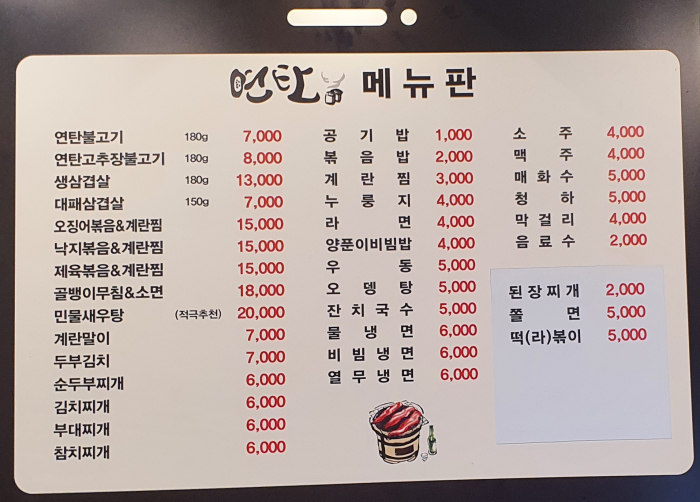 연탄 메뉴판
연탄불고기 180g 7,000
연탄고추장불고기 180g 8,000
생삼겹살 180g 13,000
대패삼겹살 150g 7,000
오징어볶음&계란찜 15,000
낙지볶음&계란찜 15,000
제육볶음&계란찜 15,000
골뱅이무침&소면 18,000
민물새우탕 (적극추천) 20,000
계란말이 7,000
두부김치 7,000
순두부찌개 6,000
김치찌개 6,000
부대찌개 6,000
참치찌개 6,000
공기밥 1,000
볶음밥 2,000
계란찜 3,000
누룽지 4,000
라면 4,000
양푼이비빔밥 4,000
우동 5,000
오뎅탕 5,000
잔치국수 5,000
물냉면 6,000
비빔냉면 6,000
열무냉면 6,000
소주 4,000
맥주 4,000
매화수 5,000
청하 5,000
막걸리 4,000
음료수 2,000
된장찌개 2,000
쫄면 5,000
떡(라)볶이 5,000